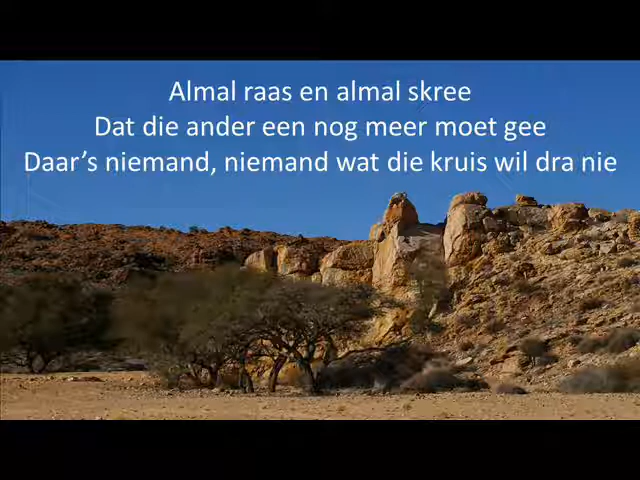 Almal raas en almal skree
Dat die ander een nog meer moet gee
Daar’s niemand, niemand wat die kruis wil dra nie